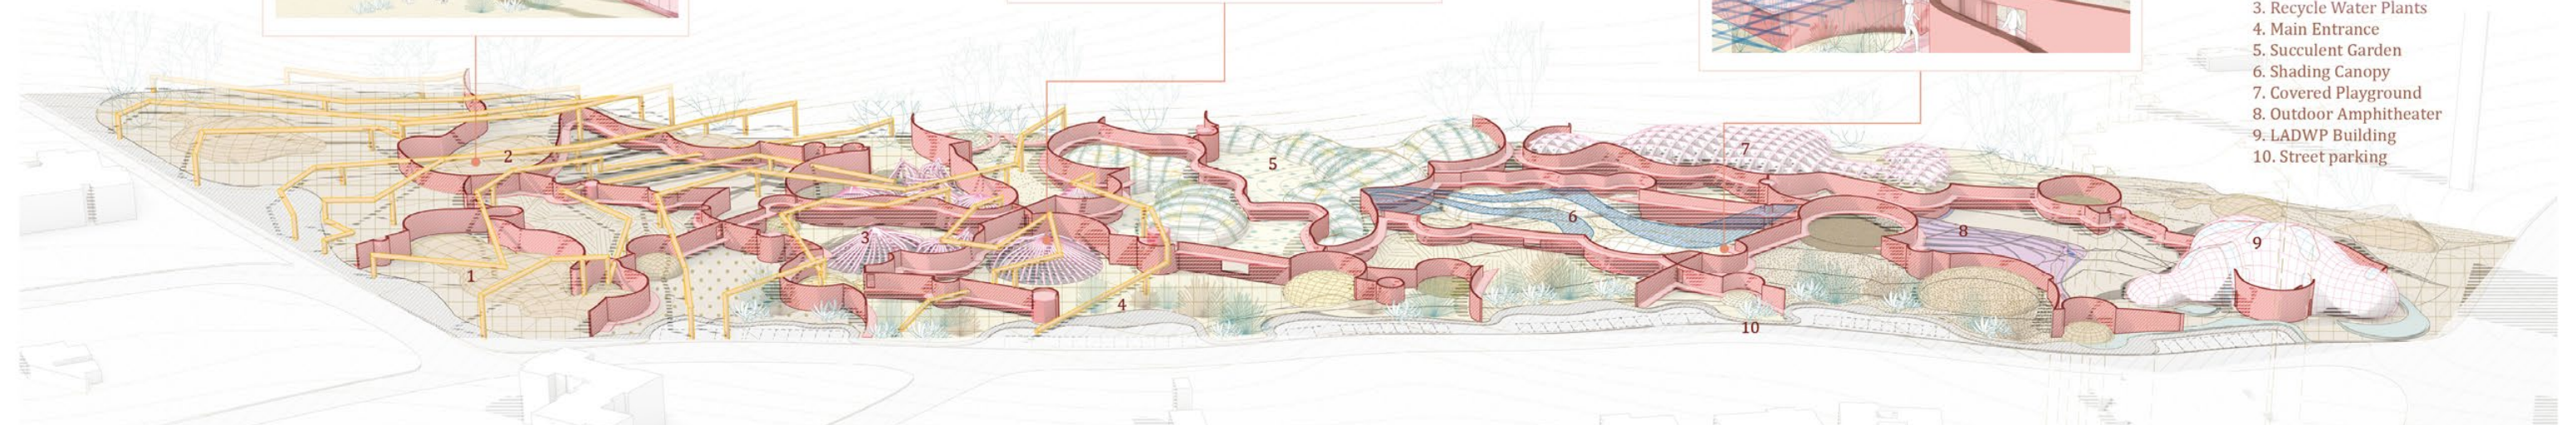 3. Recycle Water Plants
4. Main Entrance
5. Succulent Garden
6. Shading Canopy
7. Covered Playground
8. Outdoor Amphitheater
9. LADWP Building
10. Street parking
2
7
5
6
3
8
9
1
4
10